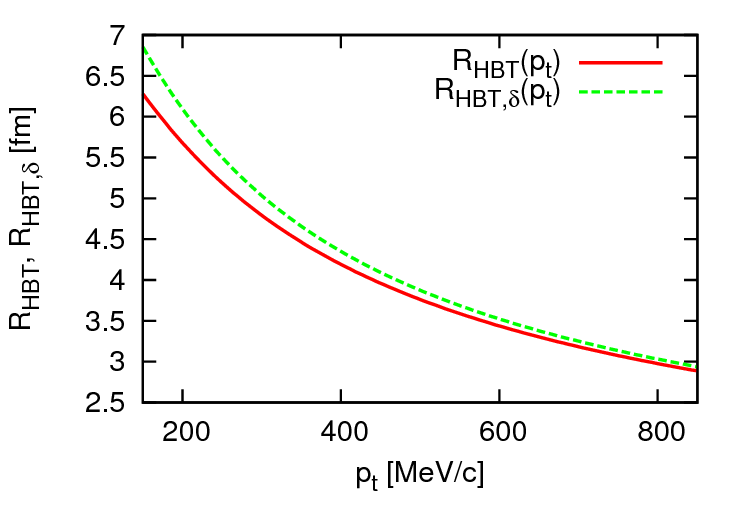 7
6.5
6
5.5
5
4.5
4
3.5
3
2.5
R_HBT, R_HBT,δ [fm]
R_HBT(p_t)
R_HBT,δ(p_t)
200 400 600 800
p_t [MeV/c]